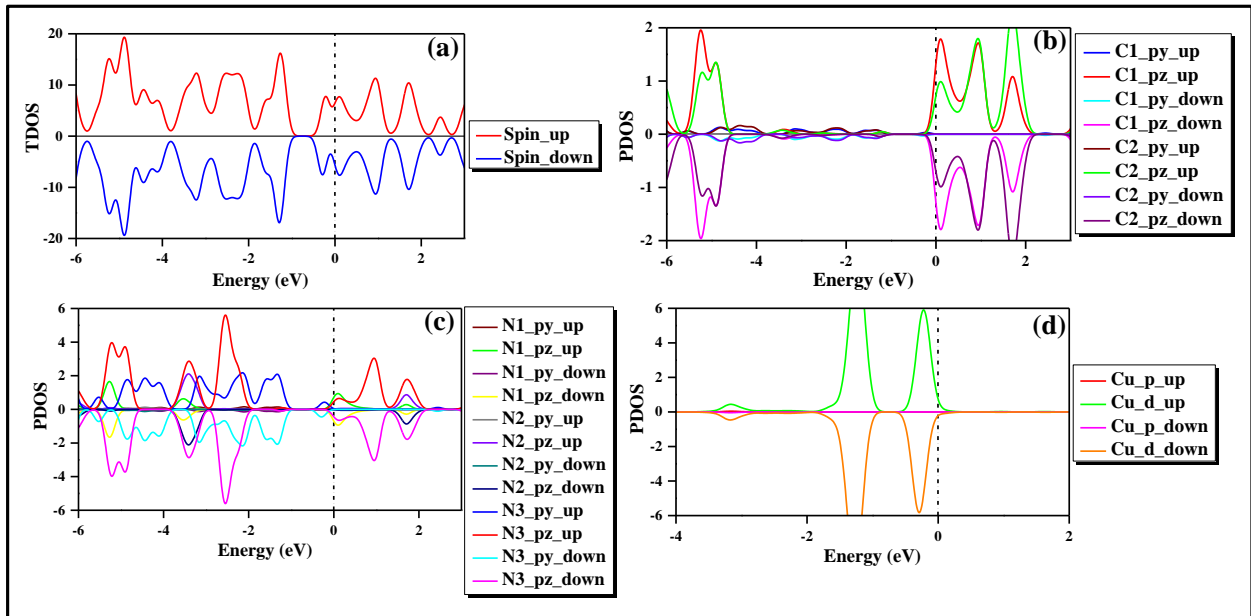 (a)
20
10
0
-10
-20
TDOS
-6 -4 -2 0 2
Energy (eV)
Spin_up
Spin_down
(b)
2
1
0
-1
-2
PDOS
-6 -4 -2 0 2
Energy (eV)
C1_py_up
C1_pz_up
C1_py_down
C1_pz_down
C2_py_up
C2_pz_up
C2_py_down
C2_pz_down
(c)
6
4
2
0
-2
-4
-6
PDOS
-6 -4 -2 0 2
Energy (eV)
N1_py_up
N1_pz_up
N1_py_down
N1_pz_down
N2_py_up
N2_pz_up
N2_py_down
N2_pz_down
N3_py_up
N3_pz_up
N3_py_down
N3_pz_down
(d)
6
4
2
0
-2
-4
-6
PDOS
-4 -2 0 2
Energy (eV)
Cu_p_up
Cu_d_up
Cu_p_down
Cu_d_down